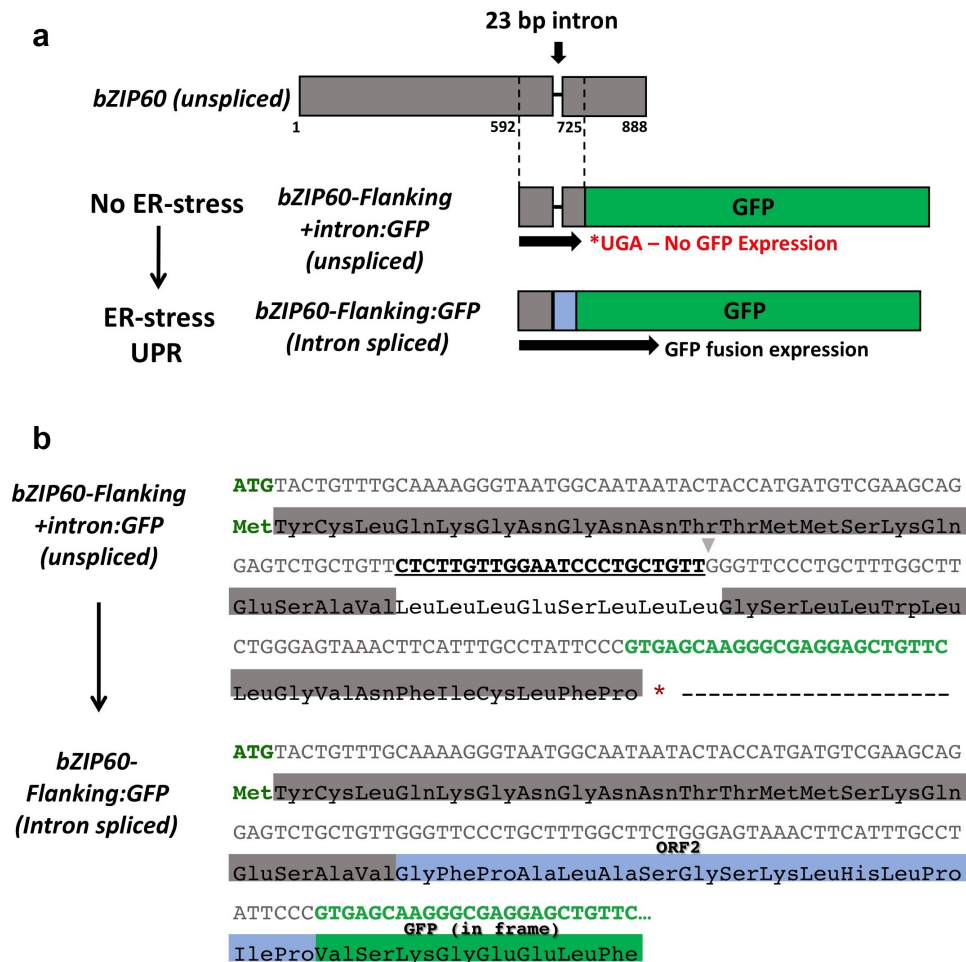 a
23 bp intron
bZIP60 (unspliced)
1 592 725 888
No ER-stress
bZIP60-Flanking
+intron:GFP
(unspliced)
GFP
*UGA – No GFP Expression
ER-stress
UPR
bZIP60-Flanking:GFP
(Intron spliced)
GFP
GFP fusion expression
b
bZIP60-Flanking
+intron:GFP
(unspliced)
ATGTACTGTTTGCAAAAGGGTAATGGCAATAATACTACCATGATGTCGAAGCAG
MetTyrCysLeuGlnLysGlyAsnGlyAsnAsnThrThrMetMetSerLysGln
GAGTCTGCTGTTCTCTTGTTGGAATCCCTGCTGTTGGGTTCCCTGCTTTGGCTT
GluSerAlaValLeuLeuLeuGluSerLeuLeuLeuGlySerLeuLeuTrpLeu
CTGGGAGTAAACTTCATTTGCCTATTCCCGTGAGCAAGGGCGAGGAGCTGTTC
LeuGlyValAsnPheIleCysLeuPhePro * --------------------
bZIP60-
Flanking:GFP
(Intron spliced)
ATGTACTGTTTGCAAAAGGGTAATGGCAATAATACTACCATGATGTCGAAGCAG
MetTyrCysLeuGlnLysGlyAsnGlyAsnAsnThrThrMetMetSerLysGln
GAGTCTGCTGTTGGGTTCCCTGCTTTGGCTTCTGGGAGTAAACTTCATTTGCCT
ORF2
GluSerAlaValGlyPheProAlaLeuAlaSerGlySerLysLeuHisLeuPro
ATTCCCGTGAGCAAGGGCGAGGAGCTGTTC…
GFP (in frame)
IleProValSerLysGlyGluGluLeuPhe